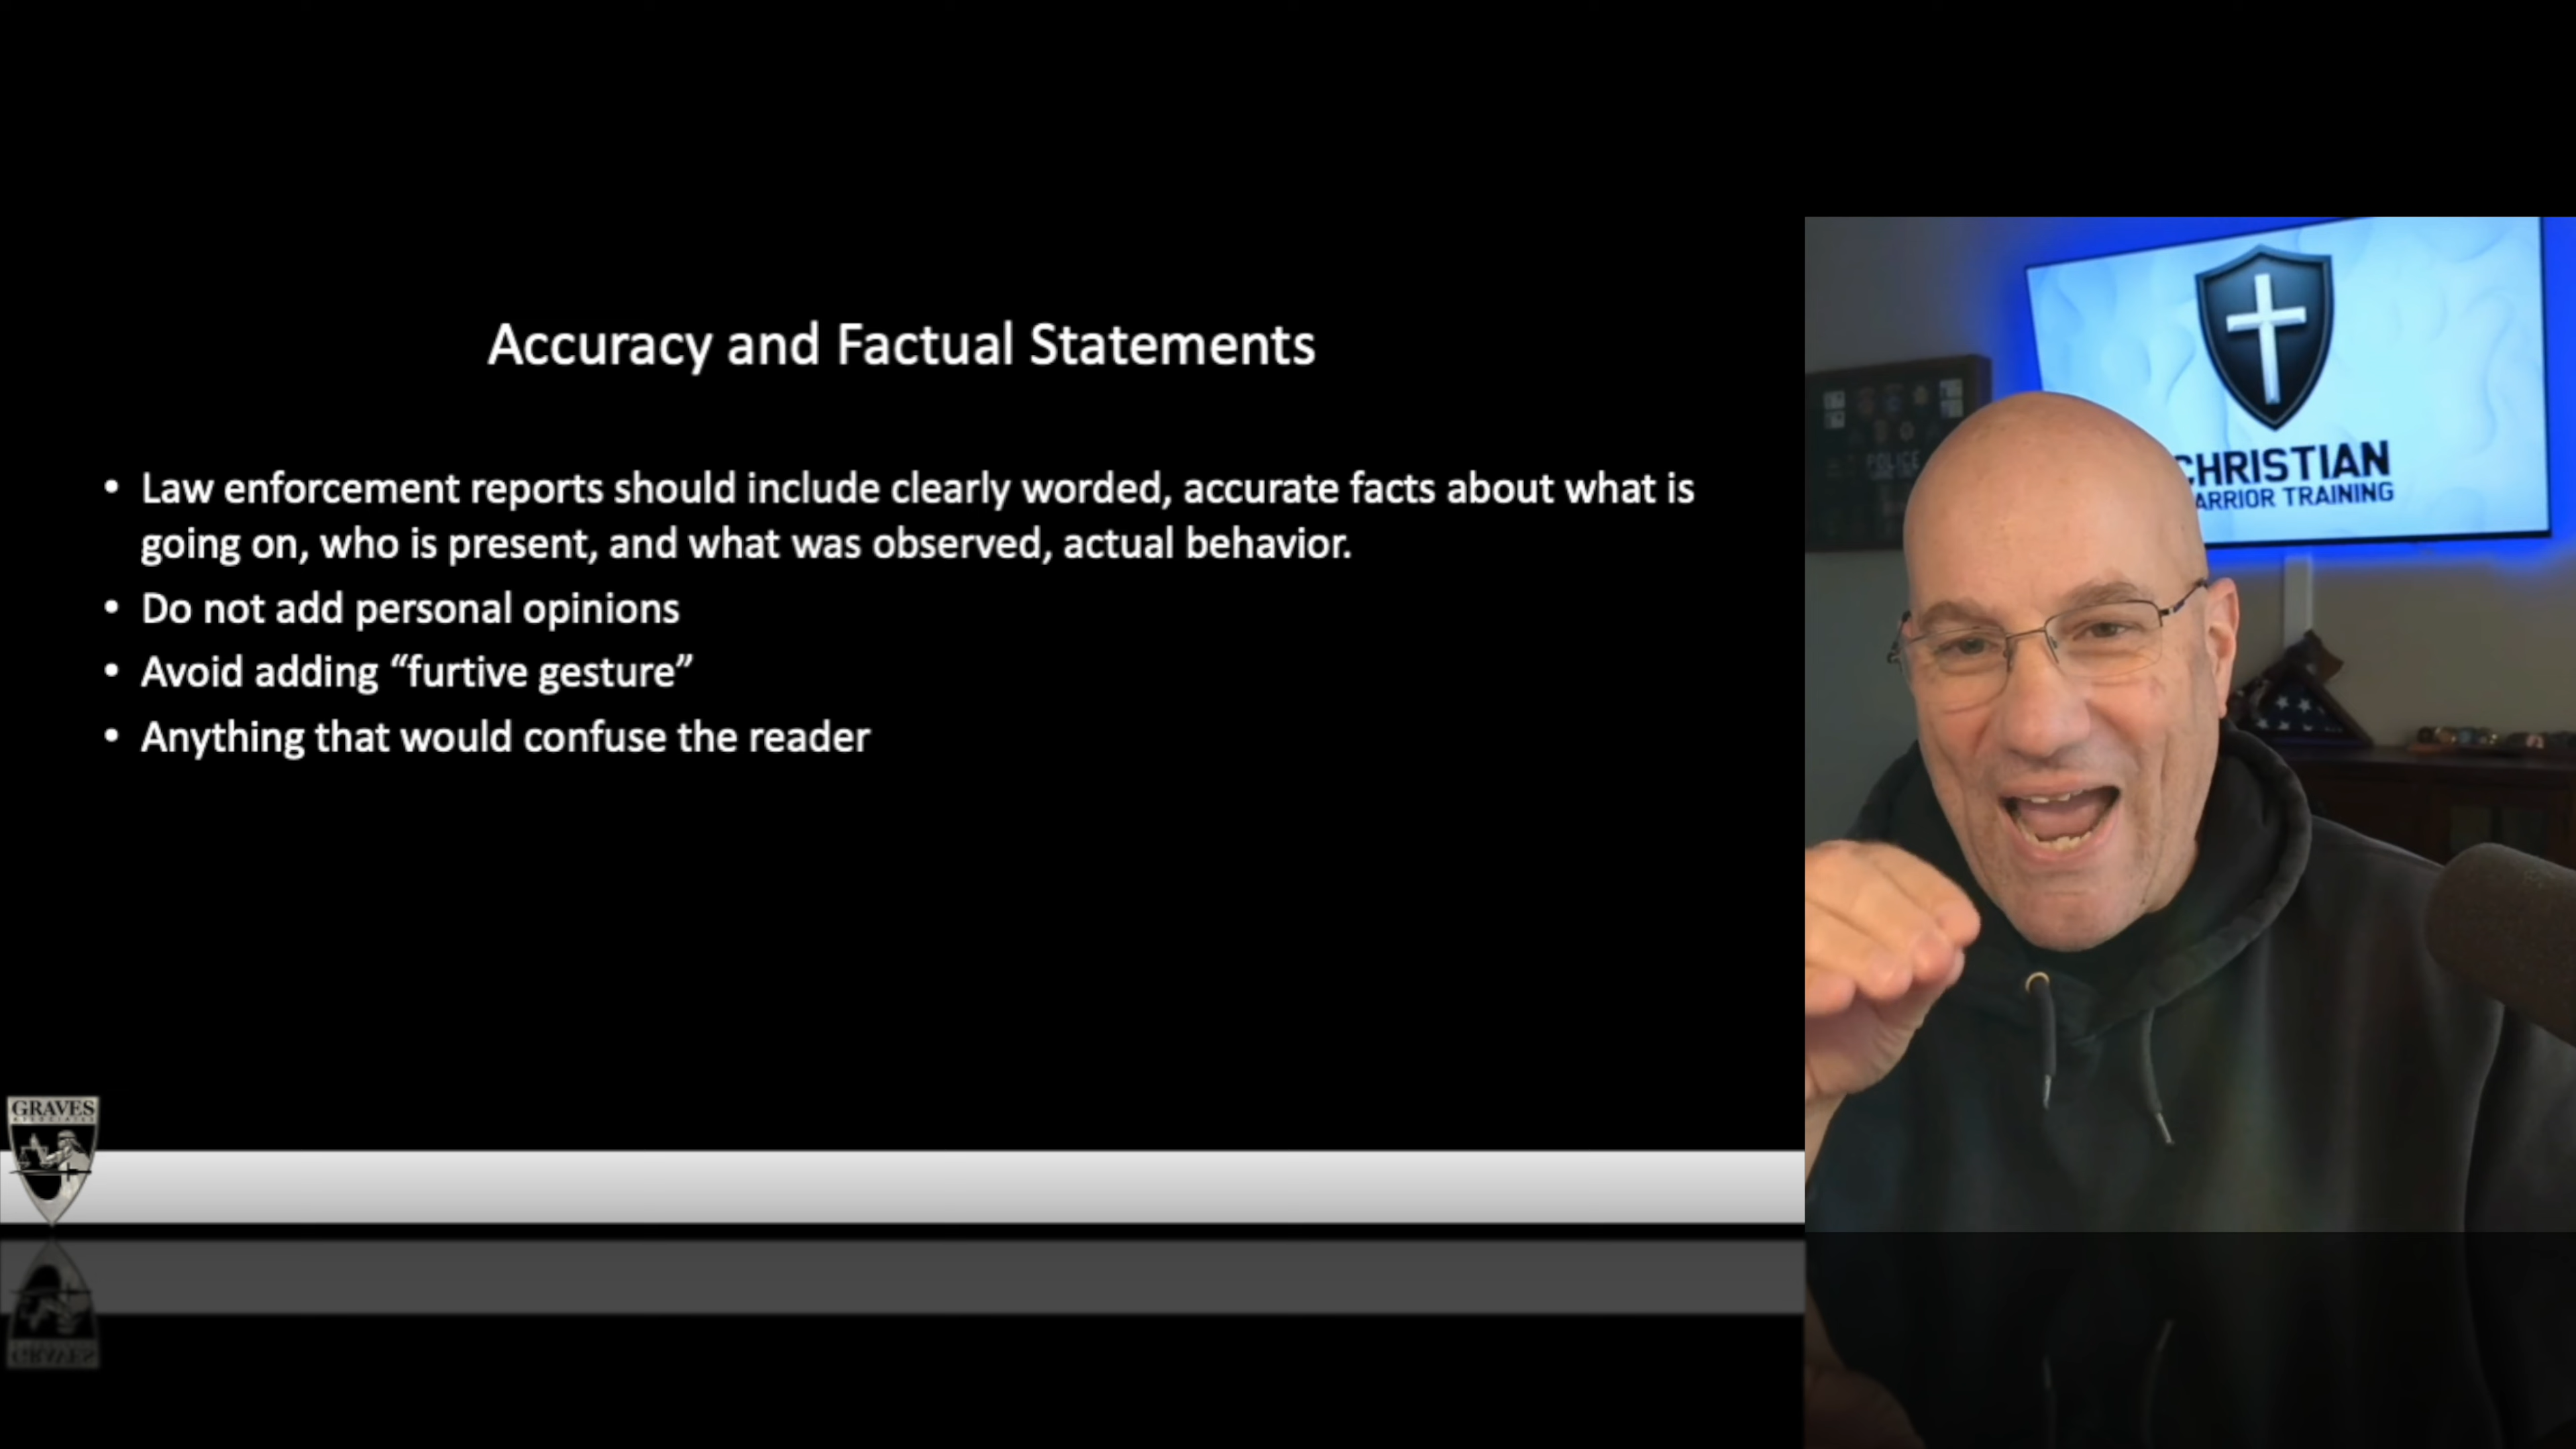 Accuracy and Factual Statements
• Law enforcement reports should include clearly worded, accurate facts about what is
going on, who is present, and what was observed, actual behavior.
• Do not add personal opinions
• Avoid adding “furtive gesture”
• Anything that would confuse the reader
CHRISTIAN
ARRIOR TRAINING
POLICE
GRAVES
ASSOCIATES